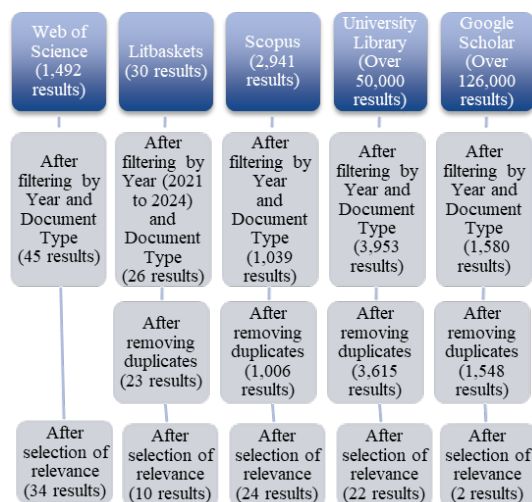 Web of
Science
(1,492
results)
Litbaskets
(30 results)
Scopus
(2,941
results)
University
Library
(Over
50,000
results)
Google
Scholar
(Over
126,000
results)
After
filtering by
Year and
Document
Type
(45 results)
After
filtering by
Year (2021
to 2024)
and
Document
Type
(26 results)
After
filtering by
Year
and
Document
Type
(1,039
results)
After
filtering by
Year and
Document
Type
(3,953
results)
After
filtering by
Year and
Document
Type
(1,580
results)
After
removing
duplicates
(23 results)
After
removing
duplicates
(1,006
results)
After
removing
duplicates
(3,615
results)
After
removing
duplicates
(1,548
results)
After
selection of
relevance
(34 results)
After
selection of
relevance
(10 results)
After
selection of
relevance
(24 results)
After
selection of
relevance
(22 results)
After
selection of
relevance
(2 results)